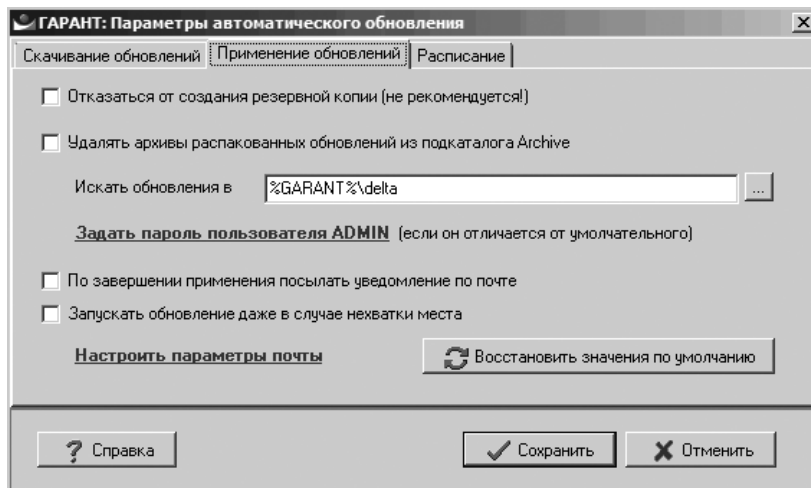 ГАРАНТ: Параметры автоматического обновления
Скачивание обновлений Применение обновлений Расписание
Отказаться от создания резервной копии (не рекомендуется!)
Удалять архивы распакованных обновлений из подкаталога Archive
Искать обновления в %GARANT%\delta ...
Задать пароль пользователя ADMIN (если он отличается от умолчательного)
По завершении применения посылать уведомление по почте
Запускать обновление даже в случае нехватки места
Настроить параметры почты Восстановить значения по умолчанию
? Справка Сохранить Отменить